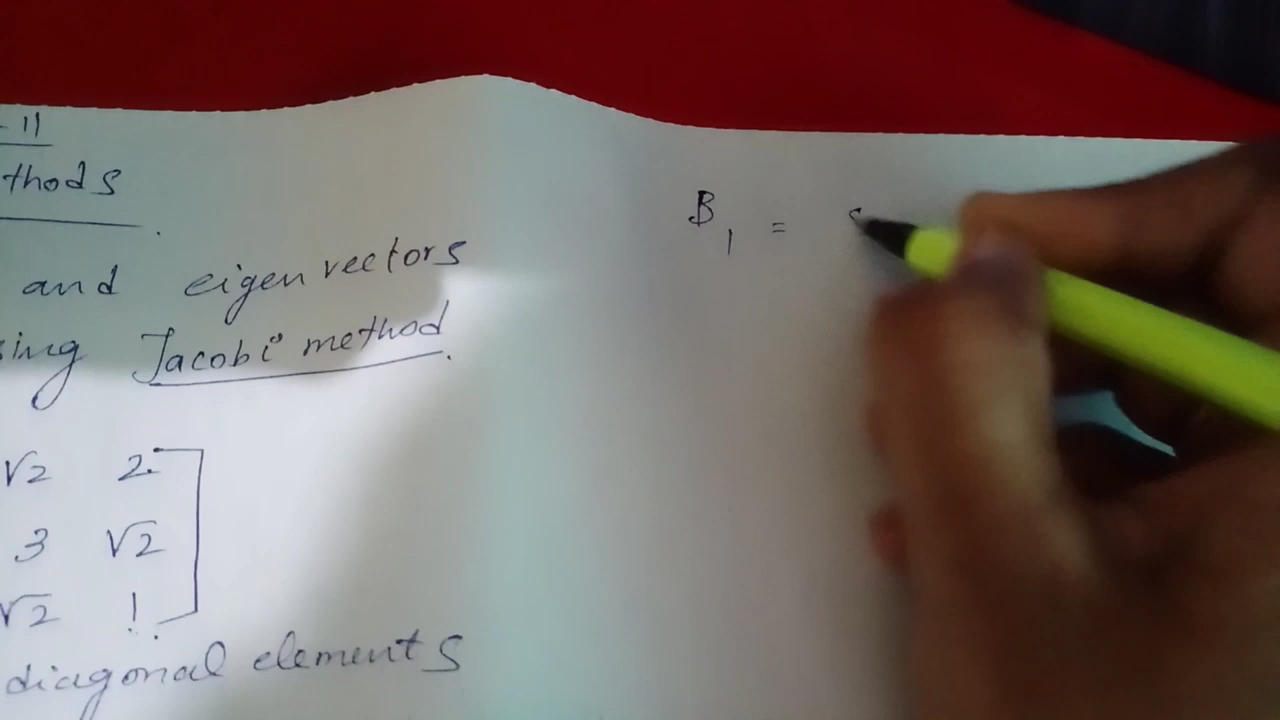 - 11
thods
and eigen vectors
sing Jacobi method.
√2 2
3 √2
√2 1
diagonal elements
B1 = S